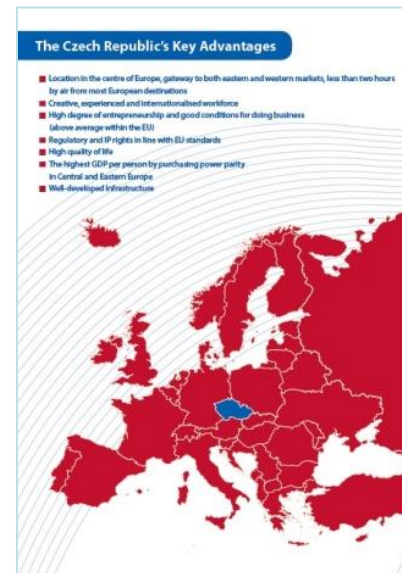 The Czech Republic's Key Advantages
Location in the centre of Europe, gateway to both eastern and western markets, less than two hours
by air from most European destinations
Creative, experienced and internationalised workforce
High degree of entrepreneurship and good conditions for doing business
(above average within the EU)
Regulatory and IP rights in line with EU standards
High quality of life
The highest GDP per person by purchasing power parity
in Central and Eastern Europe
Well-developed infrastructure